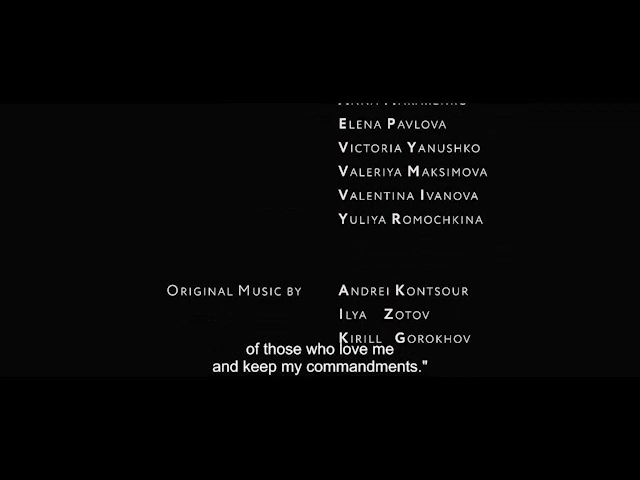 Elena Pavlova
Victoria Yanushko
Valeriya Maksimova
Valentina Ivanova
Yuliya Romochkina
Original Music by Andrei Kontsour
Ilya Zotov
Kirill Gorokhov
of those who love me
and keep my commandments."